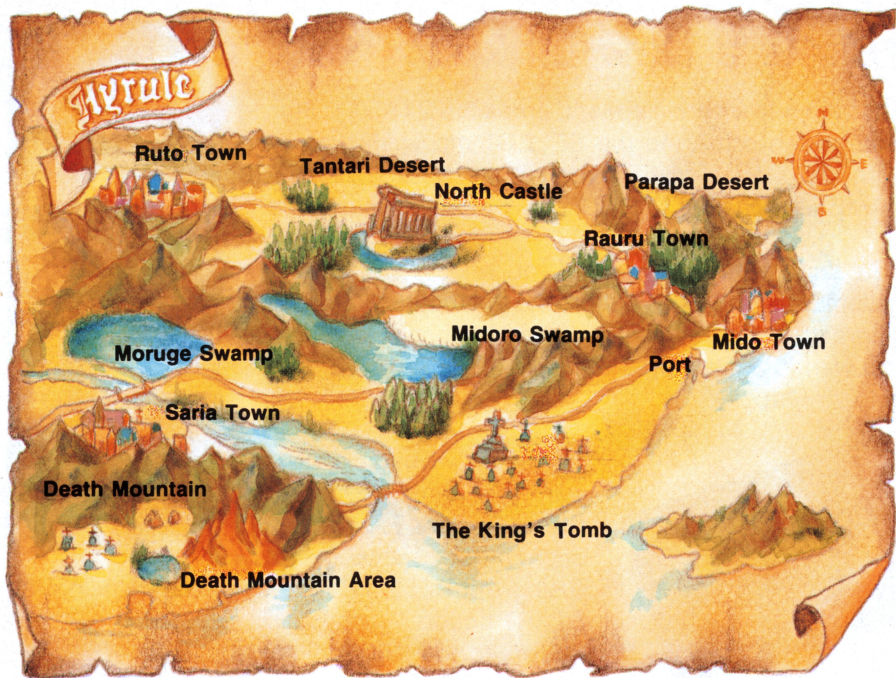 Hyrule
Ruto Town
Tantari Desert
North Castle
Parapa Desert
N
W E
S
Rauru Town
Moruge Swamp
Midoro Swamp
Mido Town
Port
Saria Town
Death Mountain
The King's Tomb
Death Mountain Area